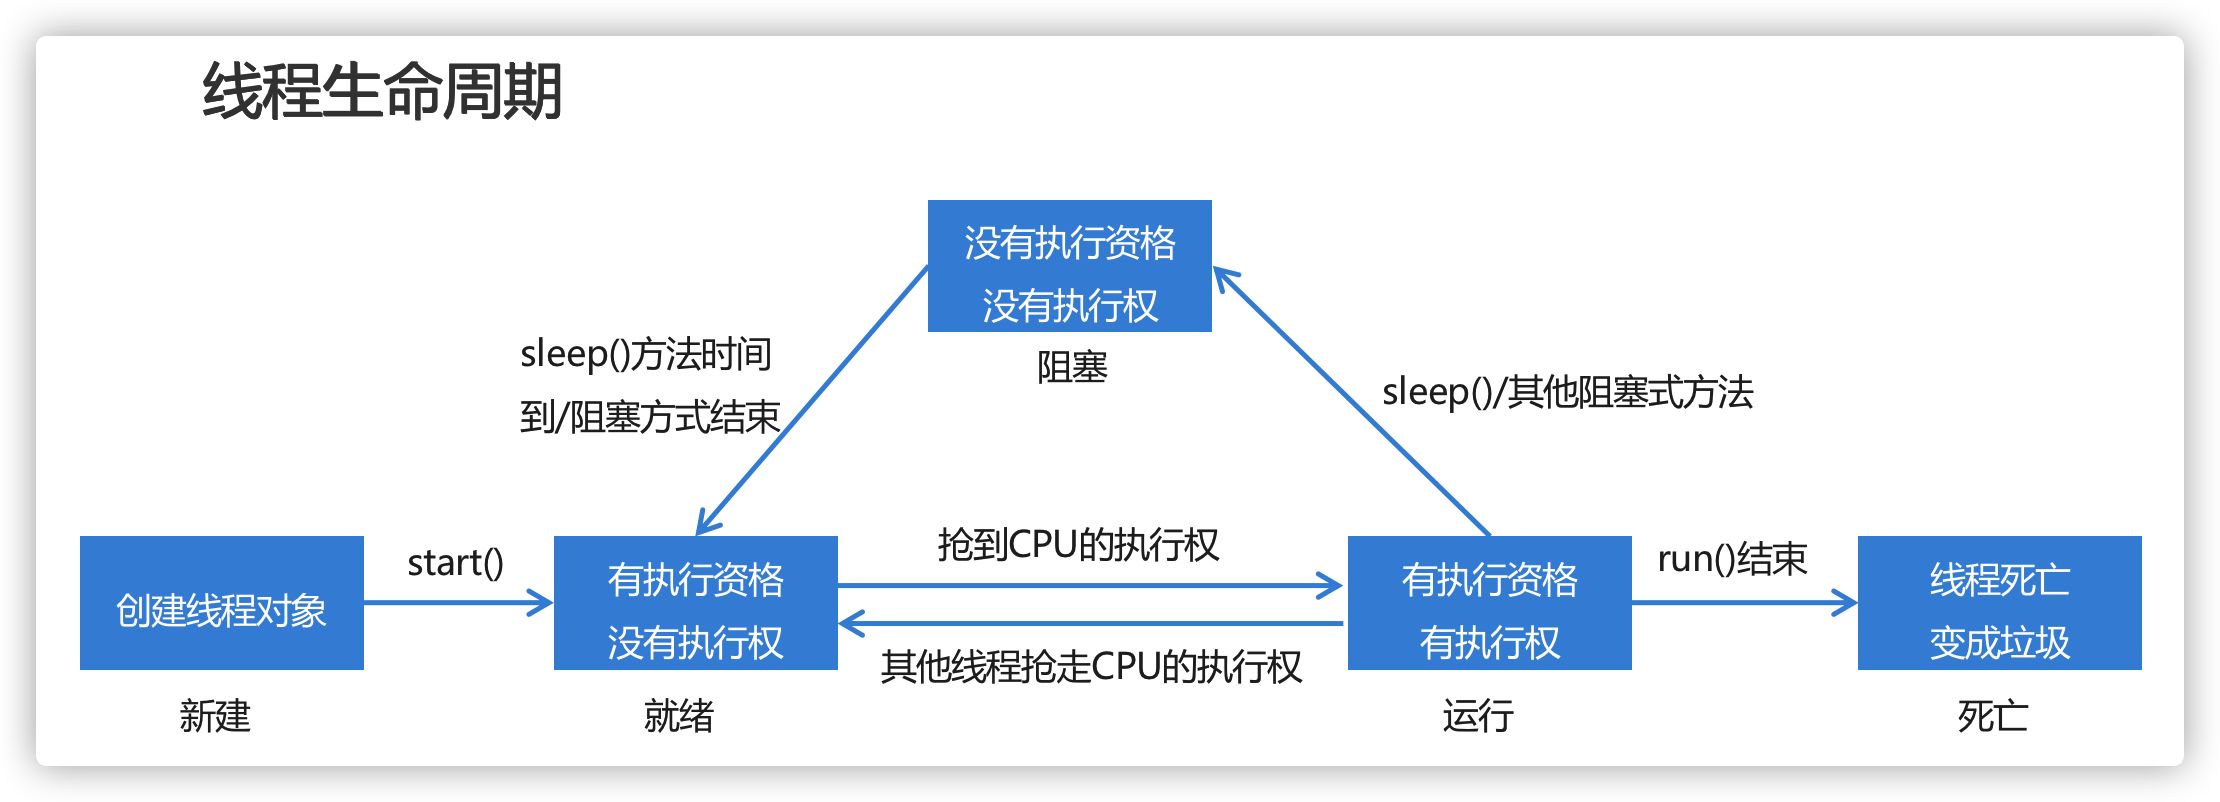 线程生命周期
没有执行资格
没有执行权
阻塞
sleep()方法时间
到/阻塞方式结束
sleep()/其他阻塞式方法
创建线程对象
新建
start()
有执行资格
没有执行权
就绪
抢到CPU的执行权
其他线程抢走CPU的执行权
有执行资格
有执行权
运行
run()结束
线程死亡
变成垃圾
死亡